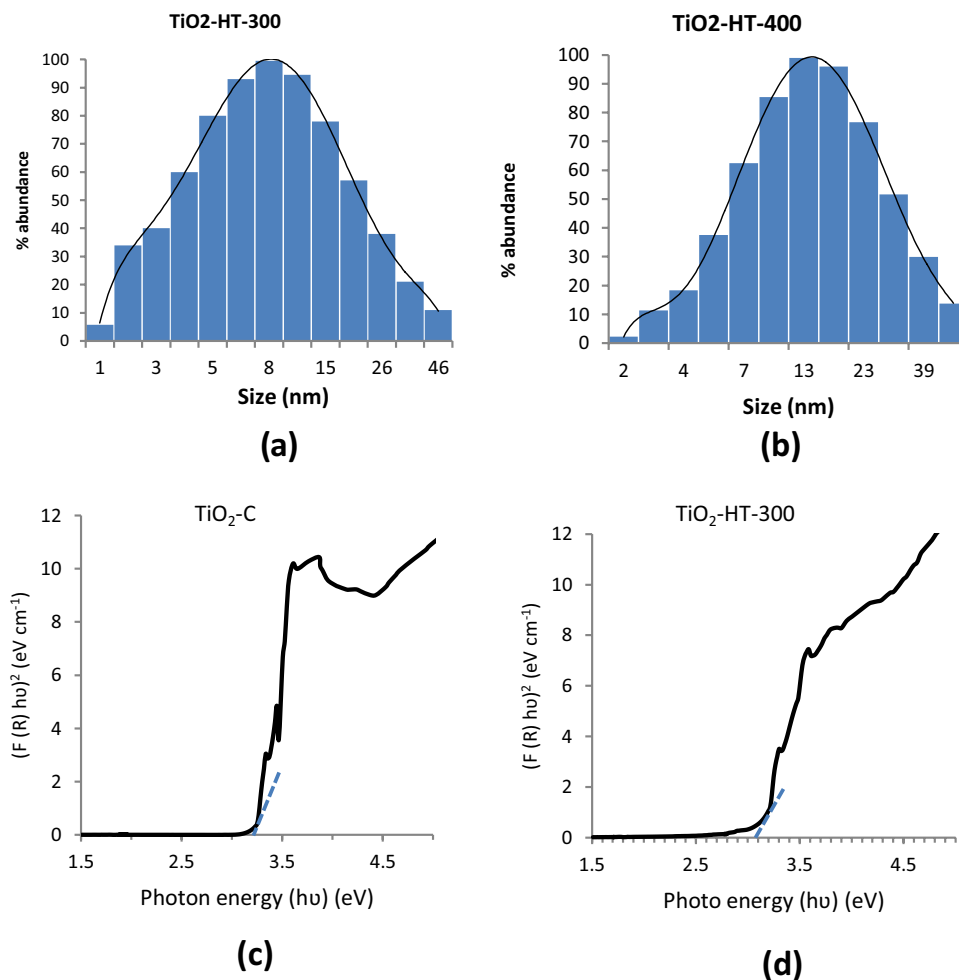 TiO2-HT-300
% abundance
100
90
80
70
60
50
40
30
20
10
0
1 3 5 8 15 26 46
Size (nm)
(a)
TiO2-HT-400
% abundance
100
90
80
70
60
50
40
30
20
10
0
2 4 7 13 23 39
Size (nm)
(b)
TiO₂-C
(F (R) hυ)² (eV cm⁻¹)
12
10
8
6
4
2
0
1.5 2.5 3.5 4.5
Photon energy (hυ) (eV)
(c)
TiO₂-HT-300
(F (R) hυ)² (eV cm⁻¹)
12
10
8
6
4
2
0
1.5 2.5 3.5 4.5
Photo energy (hυ) (eV)
(d)